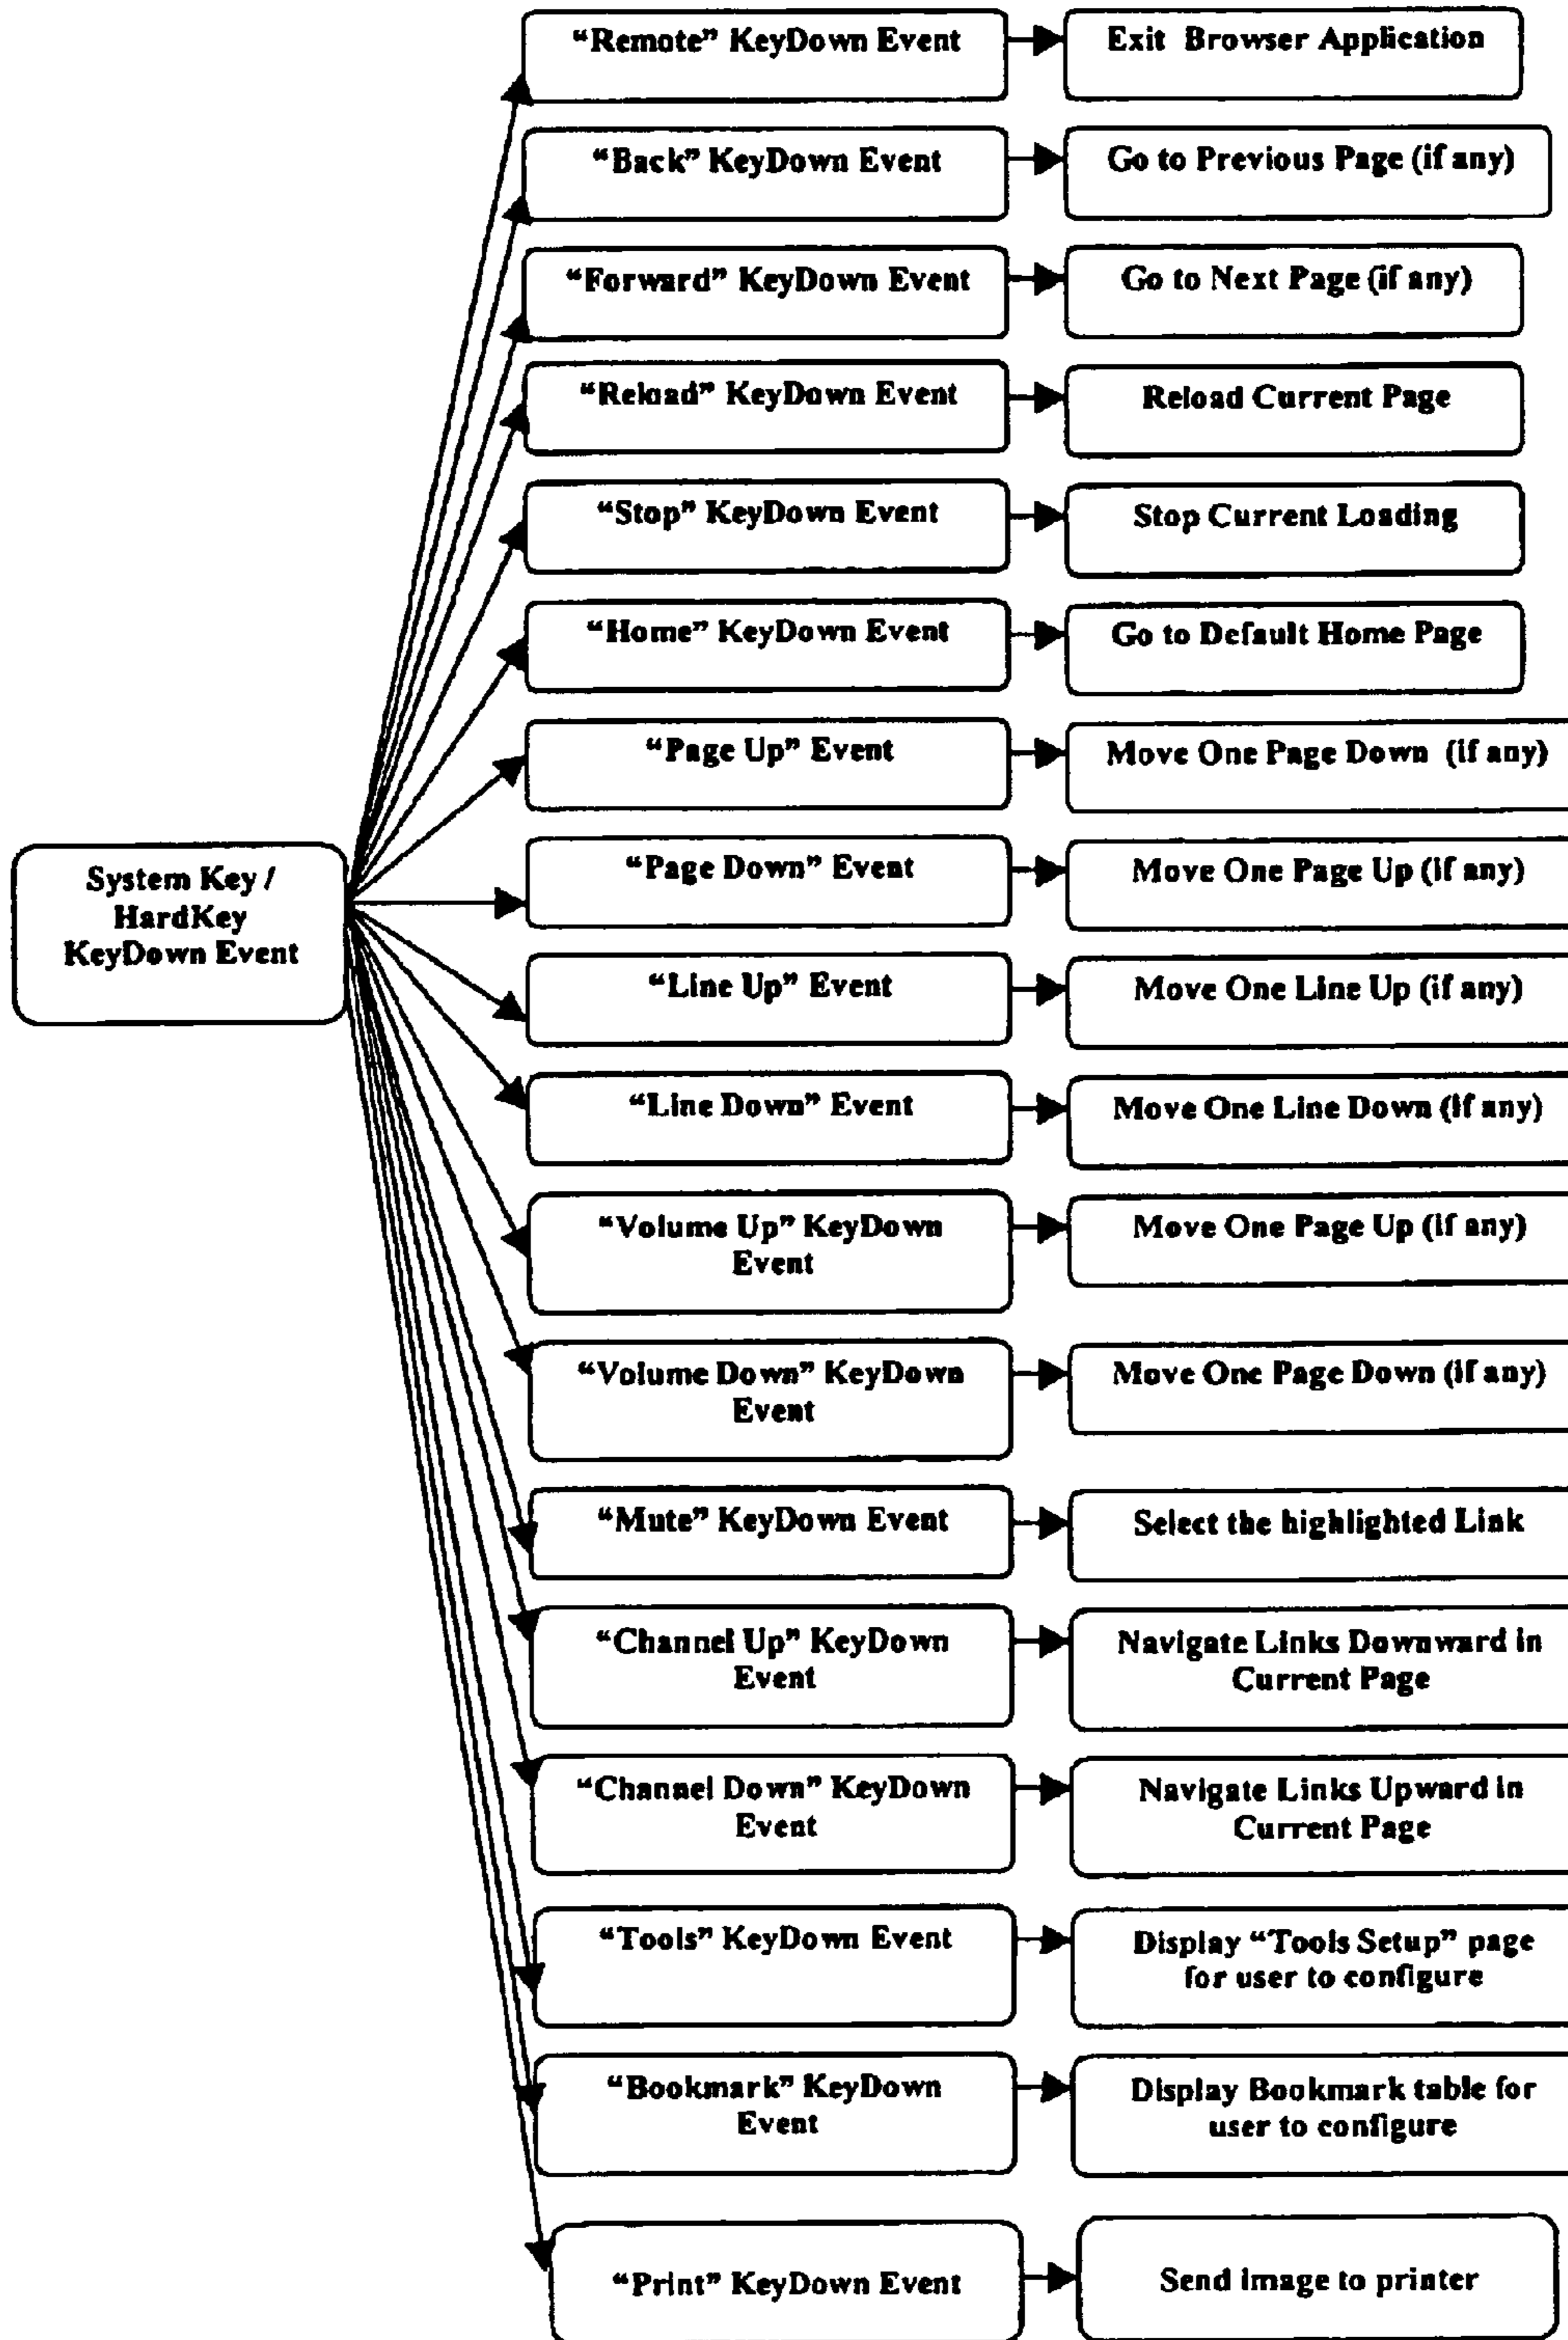 “Remote” KeyDown Event
Exit Browser Application
“Back” KeyDown Event
Go to Previous Page (if any)
“Forward” KeyDown Event
Go to Next Page (if any)
“Reload” KeyDown Event
Reload Current Page
“Stop” KeyDown Event
Stop Current Loading
“Home” KeyDown Event
Go to Default Home Page
“Page Up” Event
Move One Page Down (if any)
System Key /
HardKey
KeyDown Event
“Page Down” Event
Move One Page Up (if any)
“Line Up” Event
Move One Line Up (if any)
“Line Down” Event
Move One Line Down (if any)
“Volume Up” KeyDown
Event
Move One Page Up (if any)
“Volume Down” KeyDown
Event
Move One Page Down (if any)
“Mute” KeyDown Event
Select the highlighted Link
“Channel Up” KeyDown
Event
Navigate Links Downward in
Current Page
“Channel Down” KeyDown
Event
Navigate Links Upward in
Current Page
“Tools” KeyDown Event
Display “Tools Setup” page
for user to configure
“Bookmark” KeyDown
Event
Display Bookmark table for
user to configure
“Print” KeyDown Event
Send image to printer